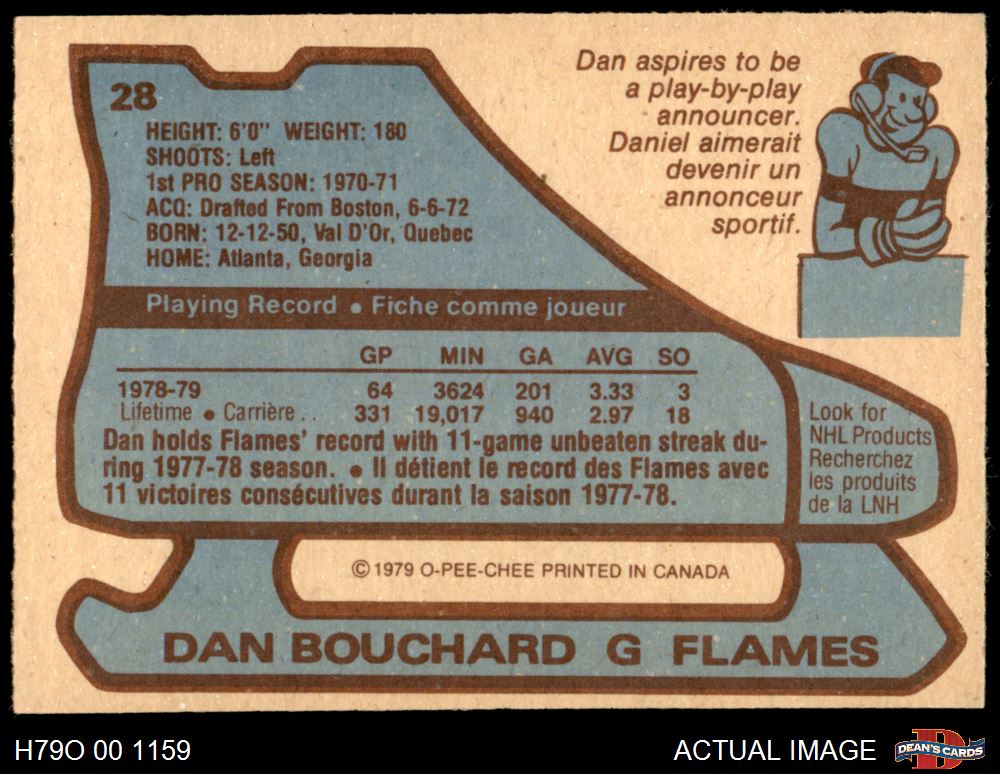 28
HEIGHT: 6'0" WEIGHT: 180
SHOOTS: Left
1st PRO SEASON: 1970-71
ACQ: Drafted From Boston, 6-6-72
BORN: 12-12-50, Val D'Or, Quebec
HOME: Atlanta, Georgia
Dan aspires to be
a play-by-play
announcer.
Daniel aimerait
devenir un
annonceur
sportif.
Playing Record ● Fiche comme joueur
GP MIN GA AVG SO
1978-79 64 3624 201 3.33 3
Lifetime ● Carrière . . 331 19,017 940 2.97 18
Dan holds Flames' record with 11-game unbeaten streak du-
ring 1977-78 season. ● Il détient le record des Flames avec
11 victoires consécutives durant la saison 1977-78.
Look for
NHL Products
Recherchez
les produits
de la LNH
© 1979 O-PEE-CHEE PRINTED IN CANADA
DAN BOUCHARD G FLAMES
H79O 00 1159
ACTUAL IMAGE
D
DEAN'S CARDS